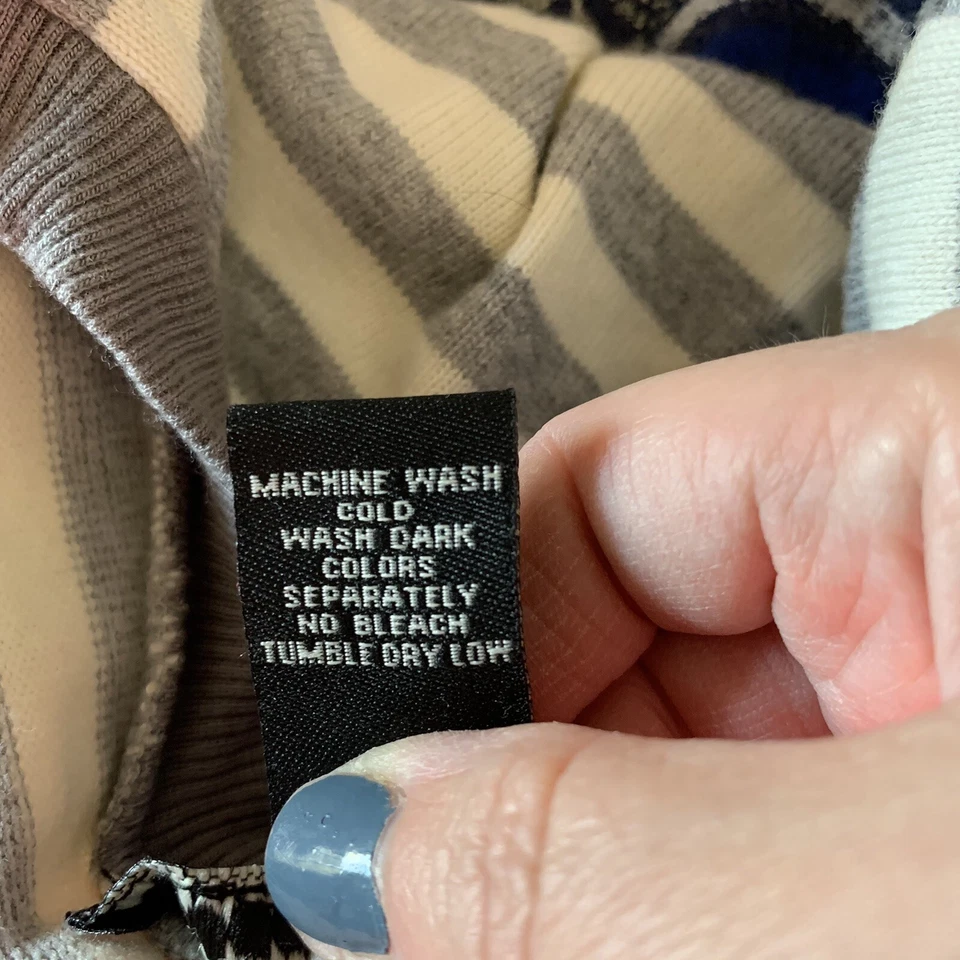 MACHINE WASH
COLD
WASH DARK
COLORS
SEPARATELY
NO BLEACH
TUMBLE DRY LOW